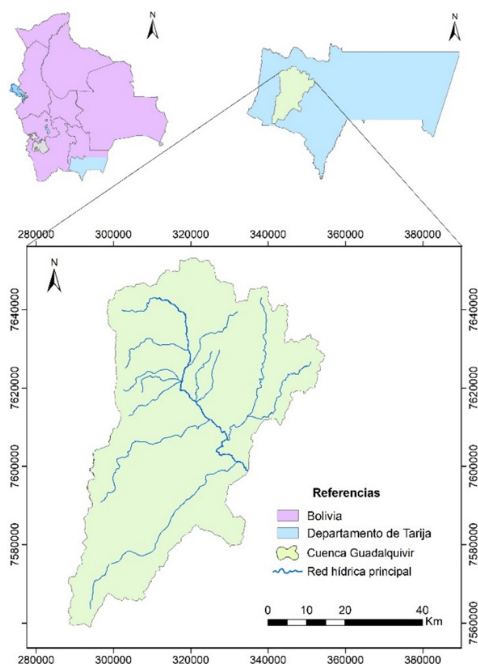 N
N
280000 300000 320000 340000 360000 380000
N
7640000
7640000
7620000
7620000
7600000
7600000
Referencias
Bolivia
Departamento de Tarija
Cuenca Guadalquivir
Red hídrica principal
7580000
7580000
0 10 20 40
Km
7560000
7560000
280000 300000 320000 340000 360000 380000